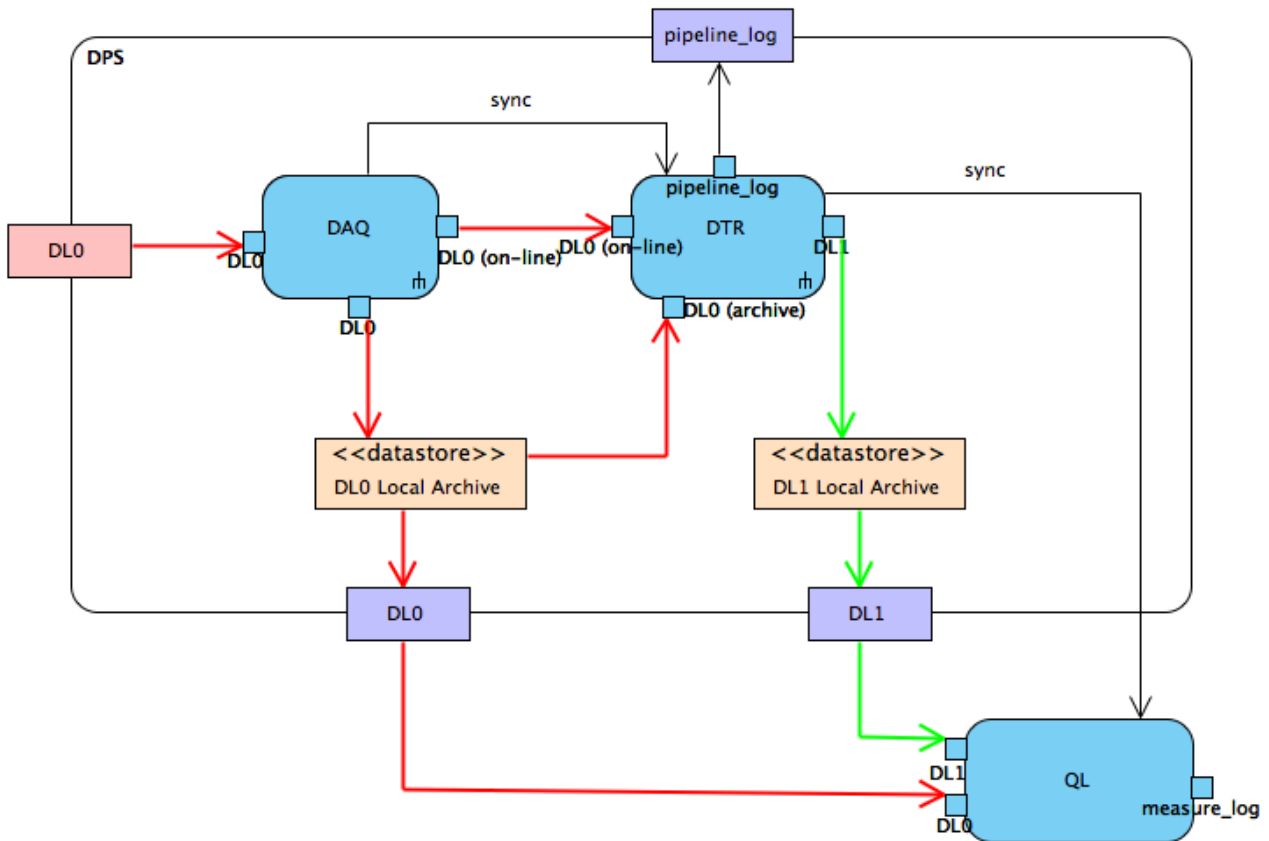 pipeline_log
DPS
sync
pipeline_log
sync
DAQ
DTR
DL0
DL0
DL0 (on-line)
DL0 (on-line)
DL1
DL0
DL0 (archive)
<<datastore>>
DL0 Local Archive
<<datastore>>
DL1 Local Archive
DL0
DL1
DL1
QL
measure_log
DL0